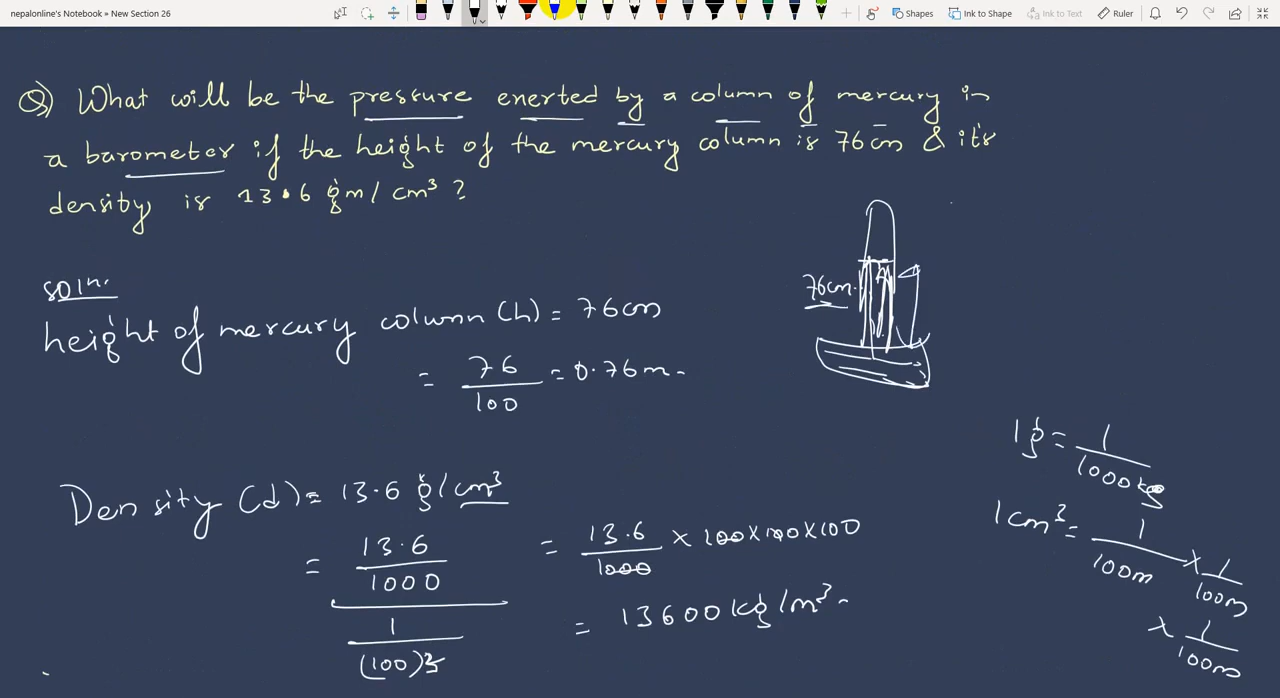 nepalonline's Notebook » New Section 26
Shapes Ink to Shape Ink to Text Ruler
Q) What will be the pressure enerted by a column of mercury in
a barometer if the height of the mercury column is 76cm & it's
density is 13.6 gm/cm³ ?
soln.
height of mercury column (h) = 76cm
= 76/100 = 0.76m.
76cm.
Density (d) = 13.6 g/cm³
= 13.6/1000 / 1/(100)3 = 13.6/1000 × 100×100×100
= 13600 kg/m³.
1g = 1/1000kg
1cm³ = 1/100m × 1/100m
× 1/100m